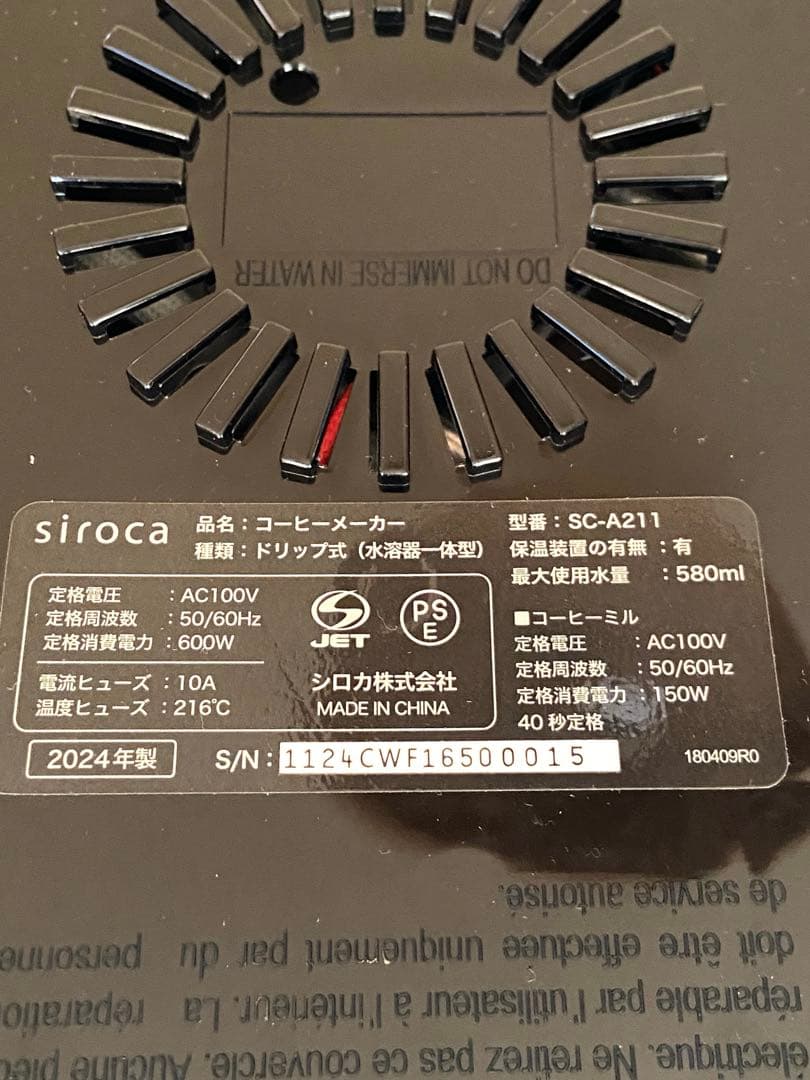 DO NOT IMMERSE IN WATER
siroca
品名：コーヒーメーカー
種類：ドリップ式（水溶器一体型）
型番：SC-A211
保温装置の有無：有
最大使用水量：580ml
定格電圧：AC100V
定格周波数：50/60Hz
定格消費電力：600W
電流ヒューズ：10A
温度ヒューズ：216℃
JET
PS
E
シロカ株式会社
MADE IN CHINA
■コーヒーミル
定格電圧：AC100V
定格周波数：50/60Hz
定格消費電力：150W
40秒定格
2024年製
S/N：1124CWF16500015
180409R0
électrique. Ne retirez pas ce couvercle. Aucune
réparable par l'utilisateur à l'intérieur. La
doit être effectuée uniquement par du
de service autorisé.